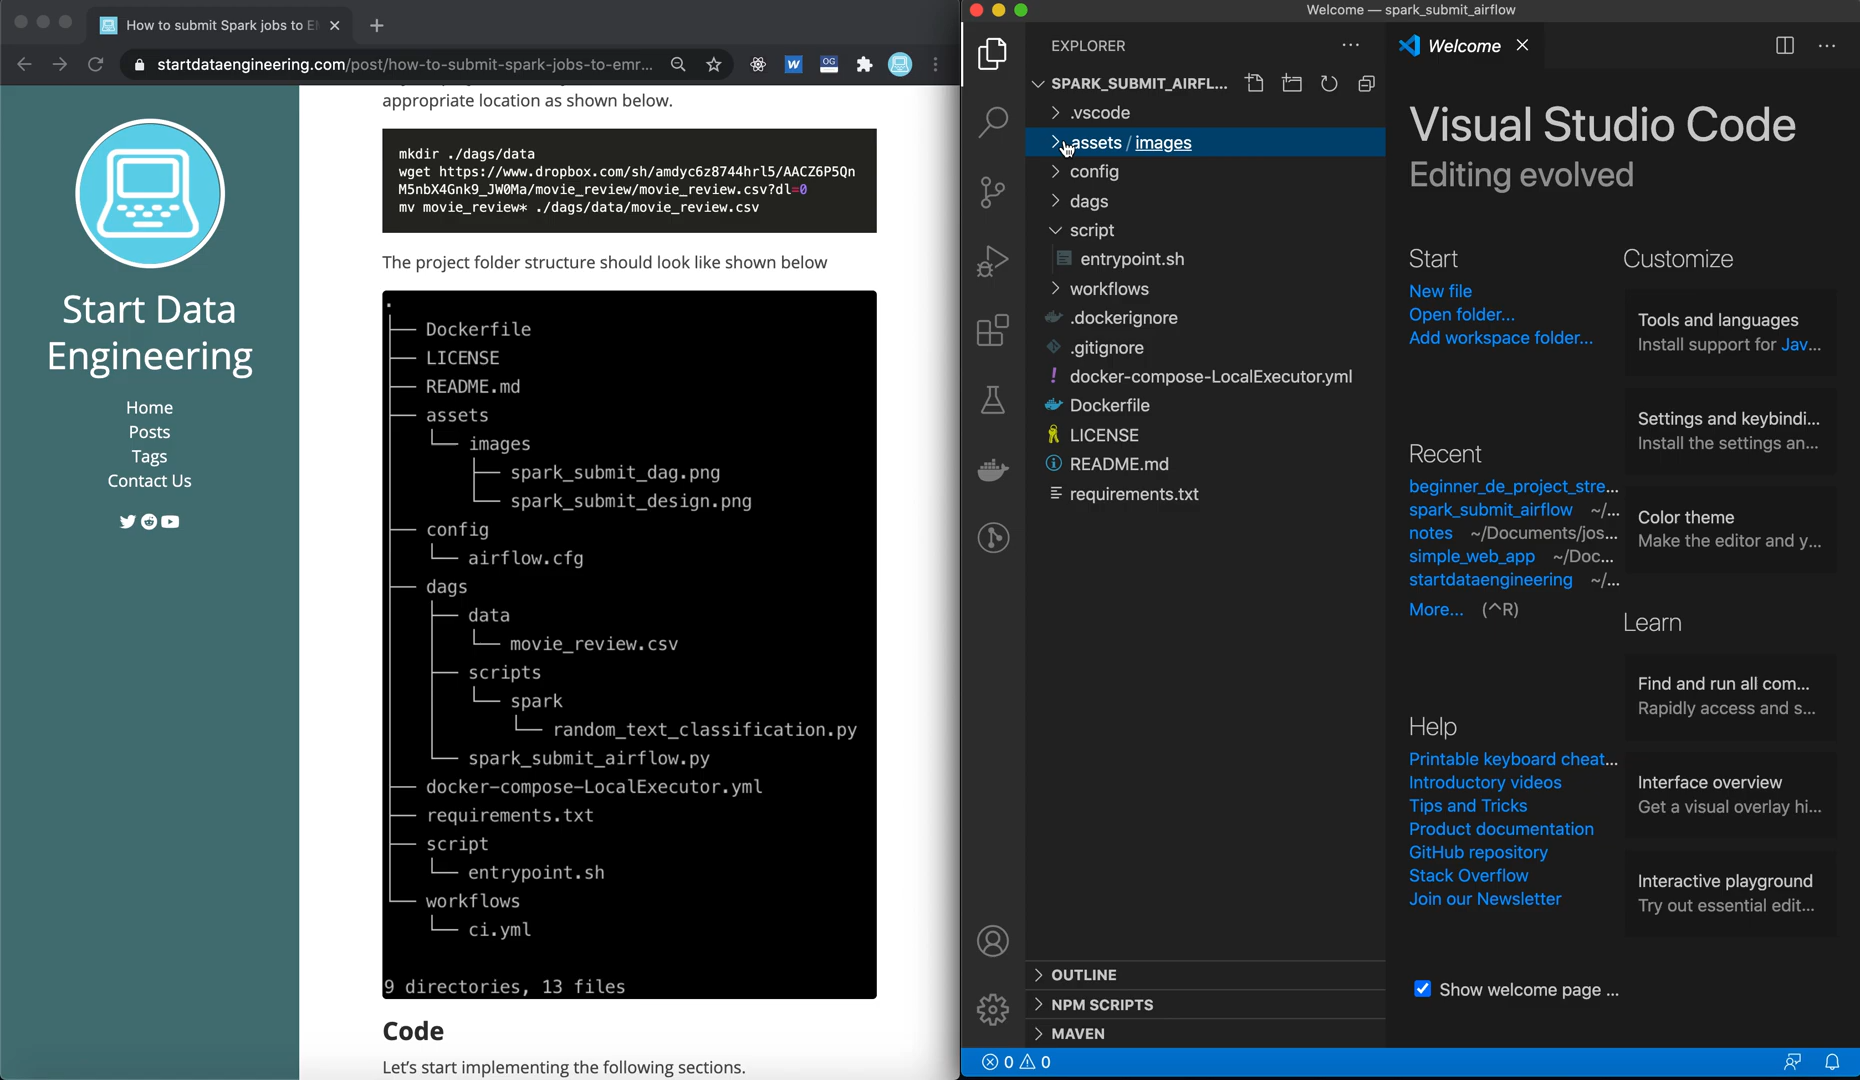 How to submit Spark jobs to E
startdataengineering.com/post/how-to-submit-spark-jobs-to-emr...
W
OG
Start Data
Engineering
Home
Posts
Tags
Contact Us
appropriate location as shown below.
mkdir ./dags/data
wget https://www.dropbox.com/sh/amdyc6z8744hrl5/AACZ6P5Qn
M5nbX4Gnk9_JW0Ma/movie_review/movie_review.csv?dl=0
mv movie_review* ./dags/data/movie_review.csv
The project folder structure should look like shown below
.
├── Dockerfile
├── LICENSE
├── README.md
├── assets
│   └── images
│       ├── spark_submit_dag.png
│       └── spark_submit_design.png
├── config
│   └── airflow.cfg
├── dags
│   ├── data
│   │   └── movie_review.csv
│   ├── scripts
│   │   └── spark
│   │       └── random_text_classification.py
│   └── spark_submit_airflow.py
├── docker-compose-LocalExecutor.yml
├── requirements.txt
├── script
│   └── entrypoint.sh
└── workflows
    └── ci.yml
9 directories, 13 files
Code
Let's start implementing the following sections.
Welcome — spark_submit_airflow
EXPLORER
SPARK_SUBMIT_AIRFL...
.vscode
assets / images
config
dags
script
entrypoint.sh
workflows
.dockerignore
.gitignore
! docker-compose-LocalExecutor.yml
Dockerfile
LICENSE
README.md
requirements.txt
OUTLINE
NPM SCRIPTS
MAVEN
0 0
Welcome
Visual Studio Code
Editing evolved
Start
New file
Open folder...
Add workspace folder...
Recent
beginner_de_project_stre...
spark_submit_airflow ~/...
notes ~/Documents/jos...
simple_web_app ~/Doc...
startdataengineering ~/...
More... (^R)
Help
Printable keyboard cheat...
Introductory videos
Tips and Tricks
Product documentation
GitHub repository
Stack Overflow
Join our Newsletter
Show welcome page ...
Customize
Tools and languages
Install support for Jav...
Settings and keybindi...
Install the settings an...
Color theme
Make the editor and y...
Learn
Find and run all com...
Rapidly access and s...
Interface overview
Get a visual overlay hi...
Interactive playground
Try out essential edit...